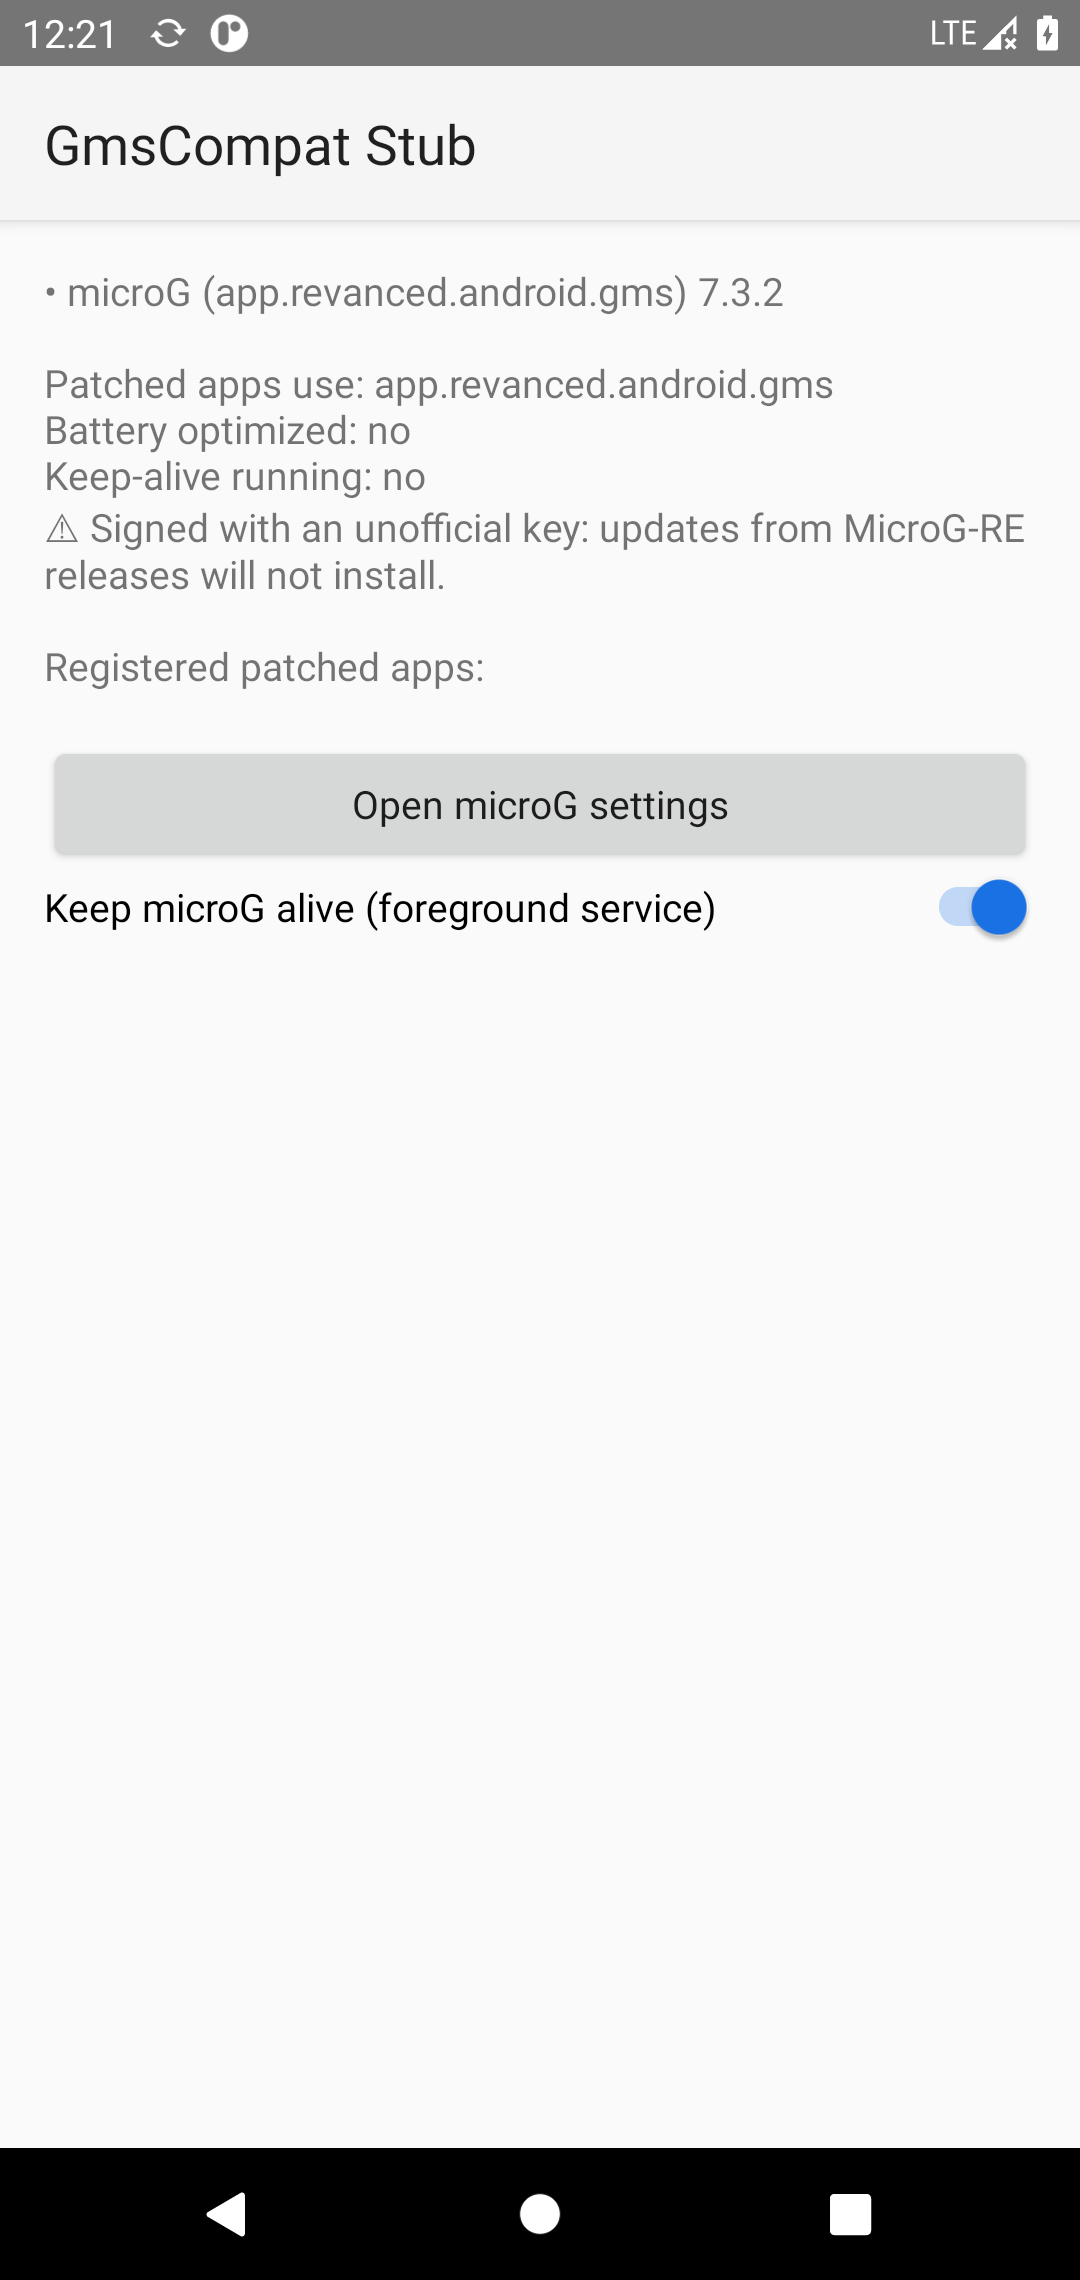 12:21
LTE
GmsCompat Stub
• microG (app.revanced.android.gms) 7.3.2
Patched apps use: app.revanced.android.gms
Battery optimized: no
Keep-alive running: no
⚠ Signed with an unofficial key: updates from MicroG-RE
releases will not install.
Registered patched apps:
Open microG settings
Keep microG alive (foreground service)